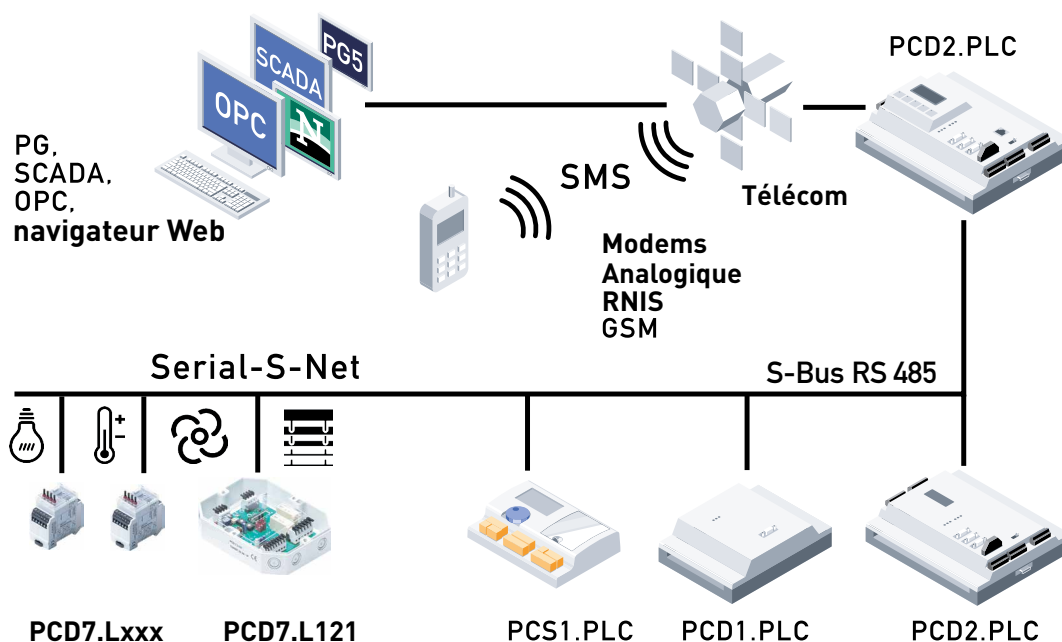 PG5
SCADA
OPC
N
PCD2.PLC
PG,
SCADA,
OPC,
navigateur Web
SMS
Télécom
Modems
Analogique
RNIS
GSM
Serial-S-Net
S-Bus RS 485
PCD7.Lxxx
PCD7.L121
PCS1.PLC
PCD1.PLC
PCD2.PLC